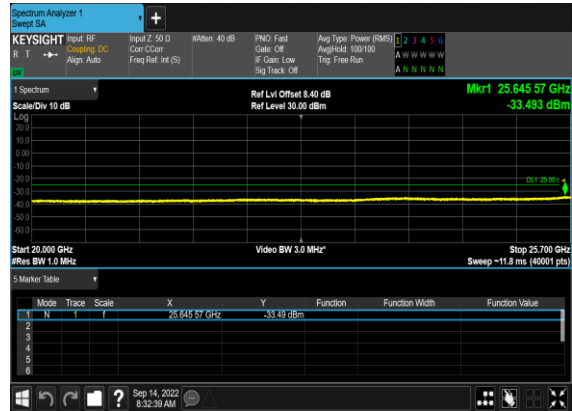 Spectrum Analyzer 1
Swept SA
+
KEYSIGHT Input: RF Input Z: 50 Ω #Atten: 40 dB PNO: Fast Avg Type: Power (RMS) 1 2 3 4 5 6
R T Coupling: DC Corr CCorr Gate: Off Avg|Hold: 100/100 A W W W W W
Align: Auto Freq Ref: Int (S) IF Gain: Low Trig: Free Run
Sig Track: Off A N N N N N
1 Spectrum Ref Lvl Offset 8.40 dB Mkr1 25.645 57 GHz
Scale/Div 10 dB Ref Level 30.00 dBm -33.493 dBm
Log
20.0
10.0
0.00
-10.0
-20.0 DL1 -25.00
-30.0
-40.0
-50.0
-60.0
Start 20.000 GHz Video BW 3.0 MHz* Stop 25.700 GHz
#Res BW 1.0 MHz Sweep ~11.8 ms (40001 pts)
5 Marker Table
Mode Trace Scale X Y Function Function Width Function Value
1 N 1 f 25.645 57 GHz -33.49 dBm
2
3
4
5
6
? Sep 14, 2022
8:32:39 AM